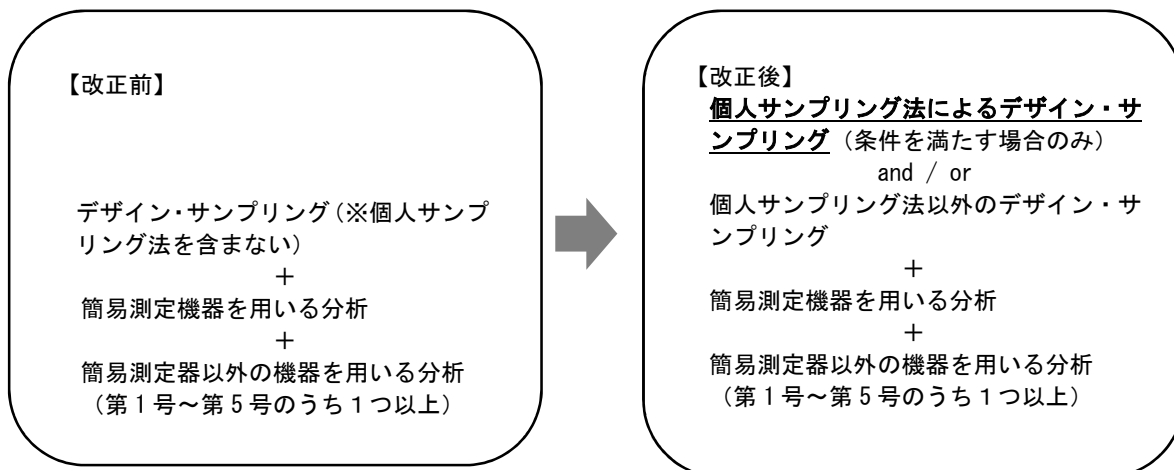 【改正前】
デザイン・サンプリング(※個人サンプ
リング法を含まない)
+
簡易測定機器を用いる分析
+
簡易測定器以外の機器を用いる分析
(第1号~第5号のうち1つ以上)
【改正後】
個人サンプリング法によるデザイン・サ
ンプリング(条件を満たす場合のみ)
and / or
個人サンプリング法以外のデザイン・サ
ンプリング
+
簡易測定機器を用いる分析
+
簡易測定器以外の機器を用いる分析
(第1号~第5号のうち1つ以上)